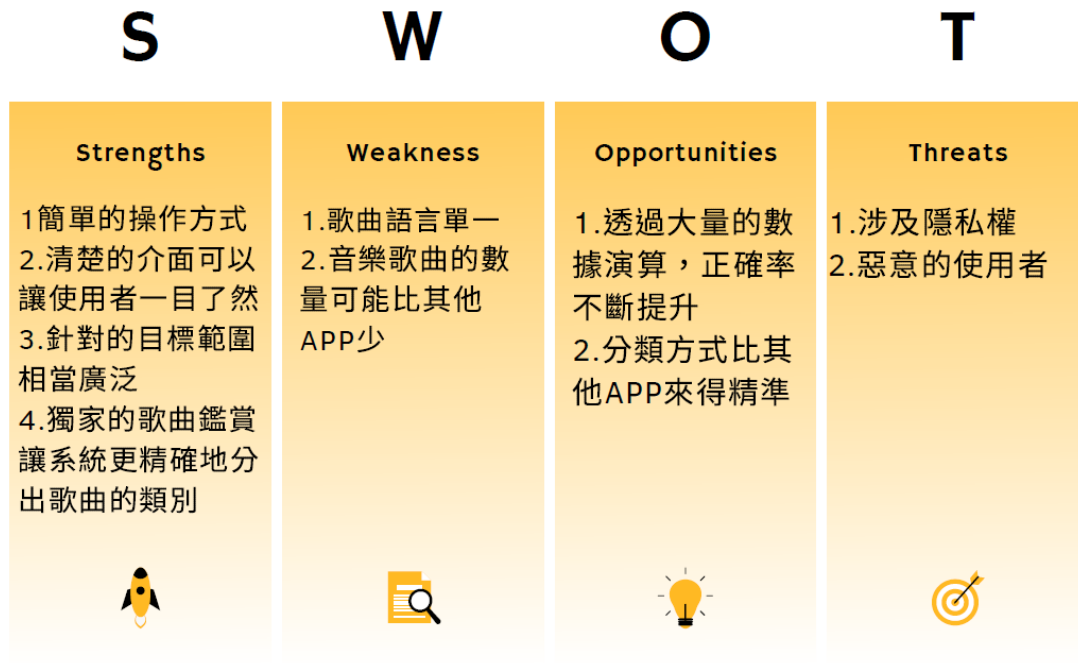 S
W
O
T
Strengths
1簡單的操作方式
2.清楚的介面可以
讓使用者一目了然
3.針對的目標範圍
相當廣泛
4.獨家的歌曲鑑賞
讓系統更精確地分
出歌曲的類別
Weakness
1.歌曲語言單一
2.音樂歌曲的數
量可能比其他
APP少
Opportunities
1.透過大量的數
據演算，正確率
不斷提升
2.分類方式比其
他APP來得精準
Threats
1.涉及隱私權
2.惡意的使用者